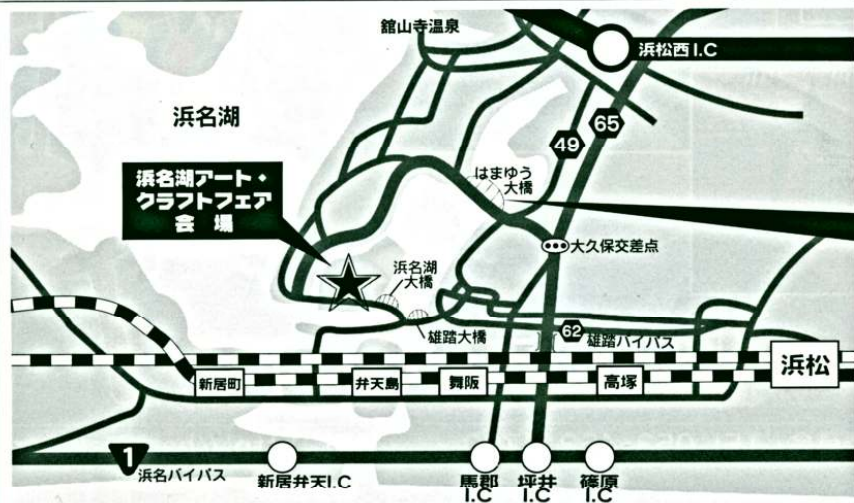 舘山寺温泉
浜松西I.C
浜名湖
49
65
はまゆう
大橋
浜名湖アート・
クラフトフェア
会場
大久保交差点
浜名湖
大橋
雄踏大橋
62
雄踏バイパス
新居町
弁天島
舞阪
高塚
浜松
1
浜名バイパス
新居弁天I.C
馬郡
I.C
坪井
I.C
篠原
I.C